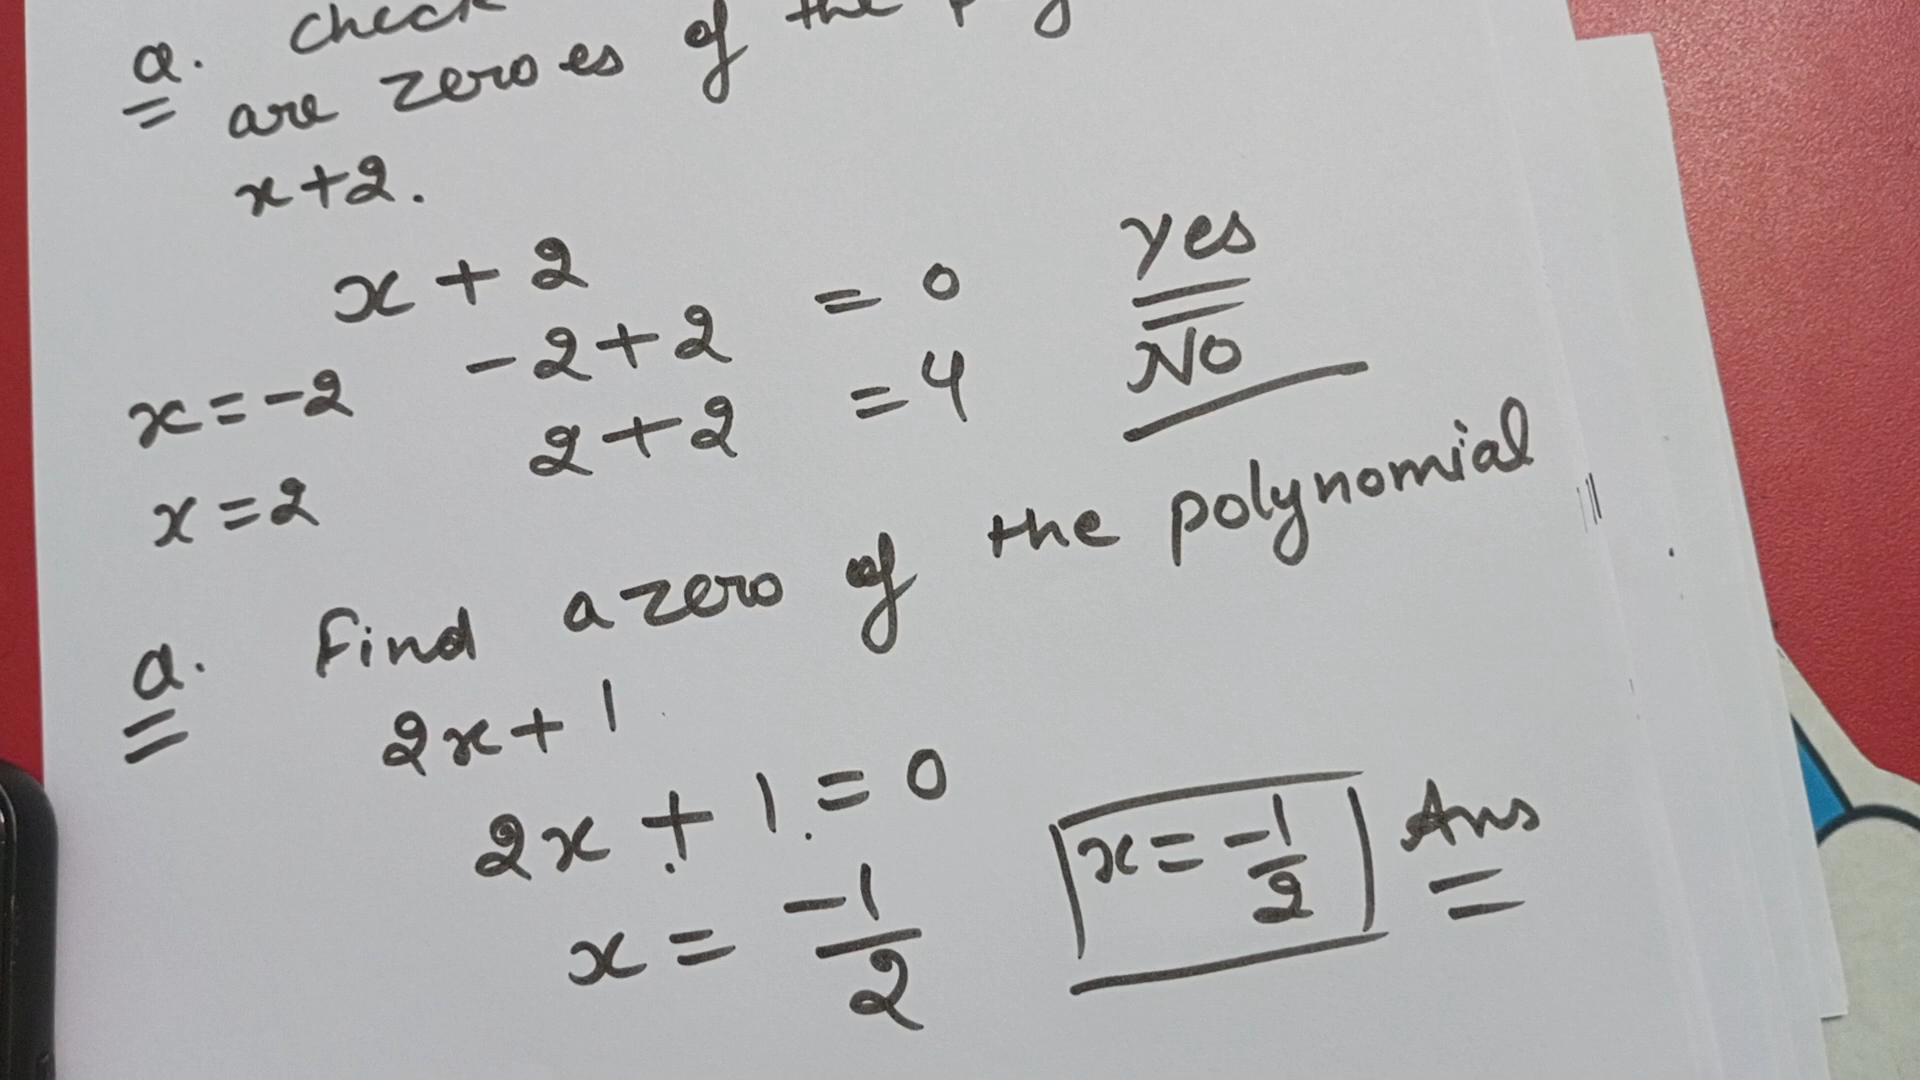 Q. Check
are zeroes of the
x+2.
x + 2
x=-2 -2+2 = 0 Yes
x=2 2+2 =4 No
Q. Find a zero of the polynomial
2x+1
2x + 1 = 0
x = -1/2 x = -1/2 Ans